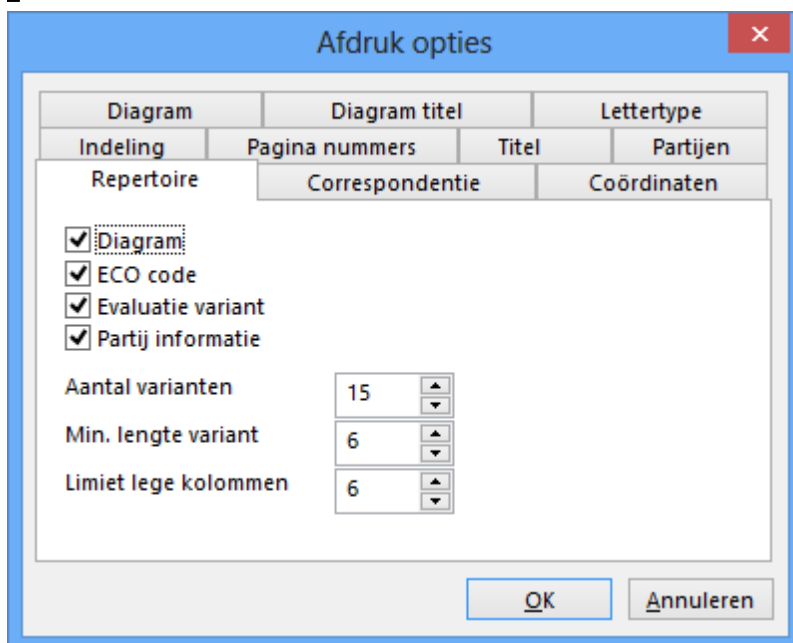 Afdruk opties
Diagram Diagram titel Lettertype
Indeling Pagina nummers Titel Partijen
Repertoire Correspondentie Coördinaten
Diagram
ECO code
Evaluatie variant
Partij informatie
Aantal varianten 15
Min. lengte variant 6
Limiet lege kolommen 6
OK Annuleren